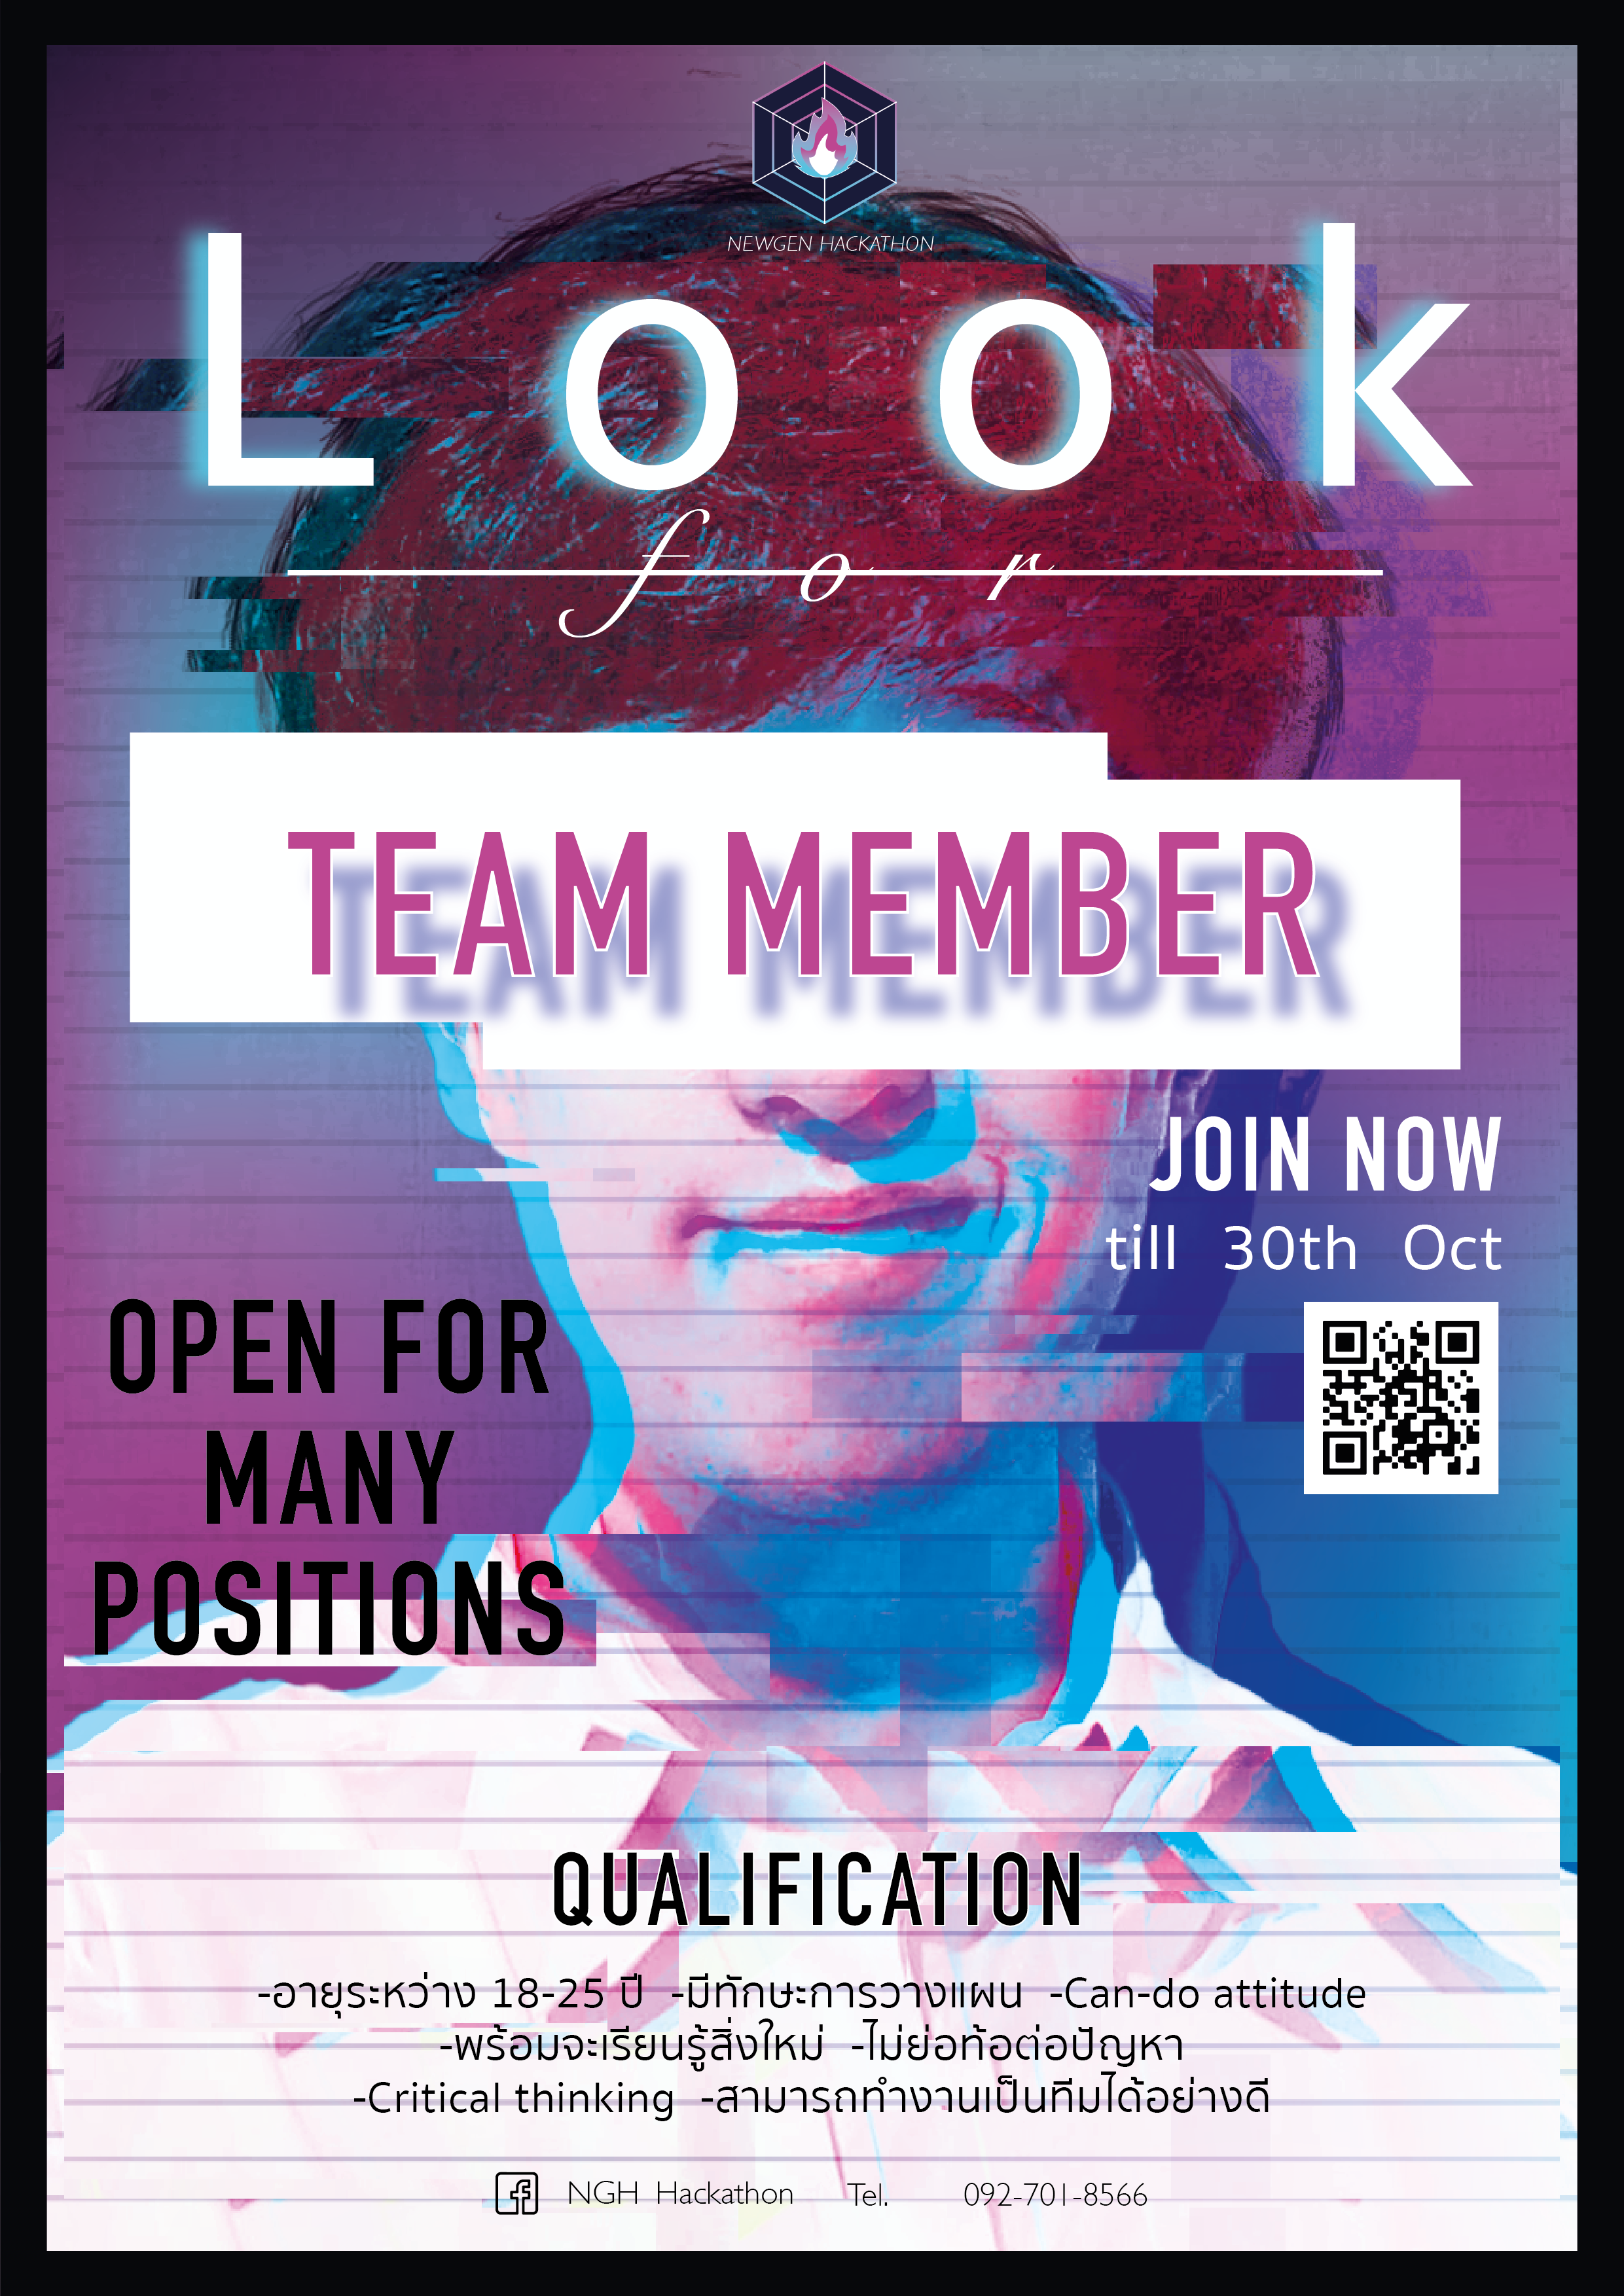 NEWGEN HACKATHON
Look
for
TEAM MEMBER
JOIN NOW
till 30th Oct
OPEN FOR
MANY
POSITIONS
QUALIFICATION
-อายุระหว่าง 18-25 ปี -มีทักษะการวางแผน -Can-do attitude
-พร้อมจะเรียนรู้สิ่งใหม่ -ไม่ย่อท้อต่อปัญหา
-Critical thinking -สามารถทำงานเป็นทีมได้อย่างดี
NGH Hackathon Tel. 092-701-8566